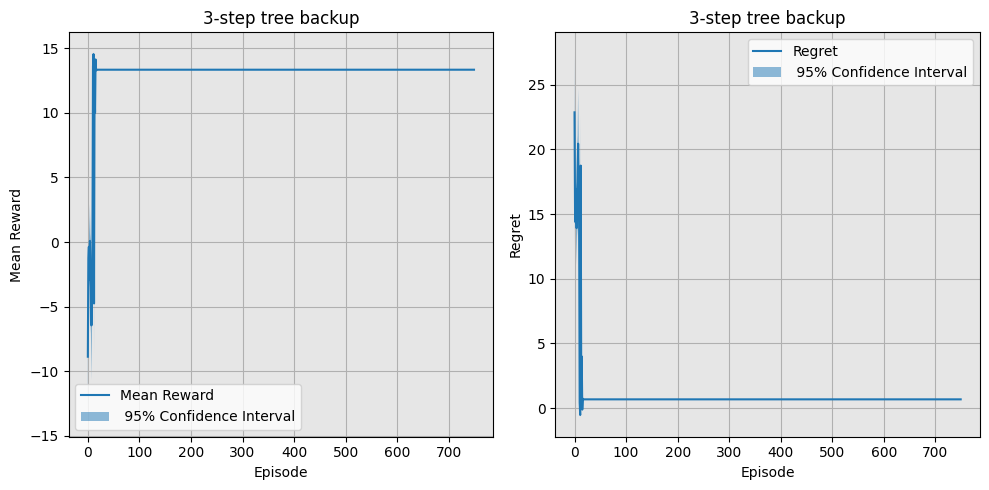 3-step tree backup
15
10
5
0
−5
−10
−15
Mean Reward
Mean Reward
95% Confidence Interval
0 100 200 300 400 500 600 700
Episode
3-step tree backup
25
20
15
10
5
0
Regret
Regret
95% Confidence Interval
0 100 200 300 400 500 600 700
Episode